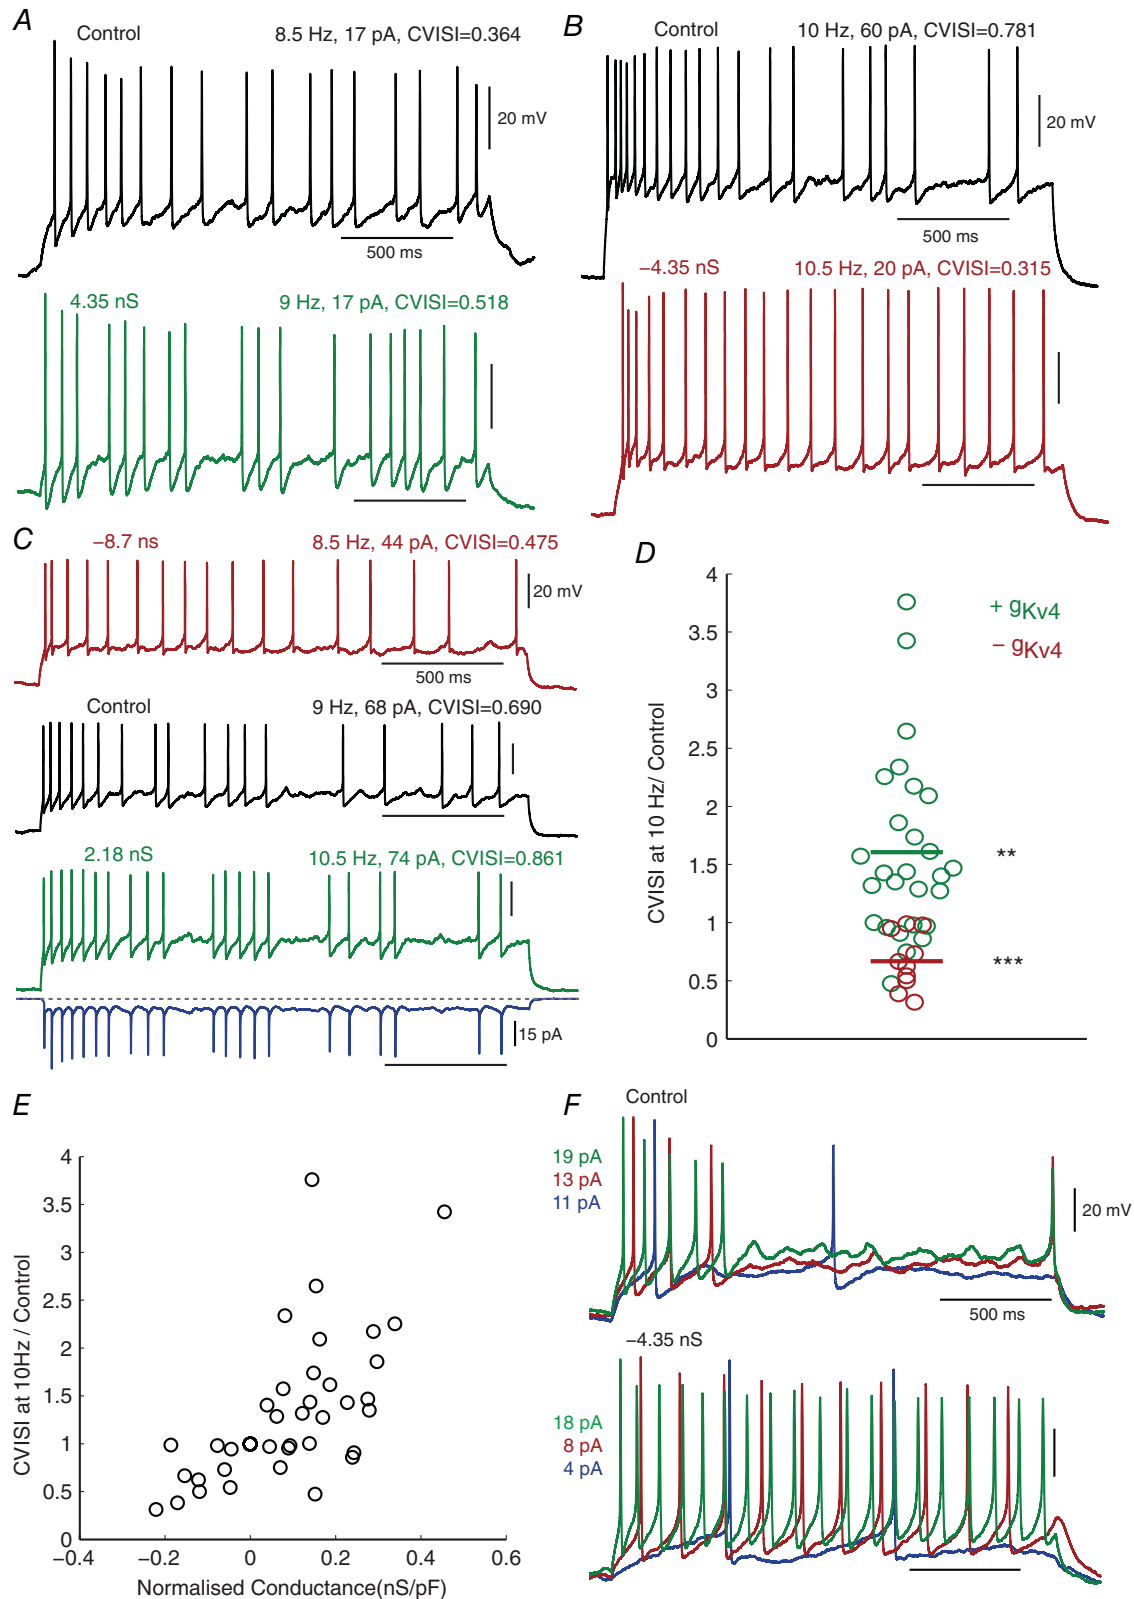 A
Control
8.5 Hz, 17 pA, CVISI=0.364
20 mV
500 ms
4.35 nS
9 Hz, 17 pA, CVISI=0.518
B
Control
10 Hz, 60 pA, CVISI=0.781
20 mV
500 ms
−4.35 nS
10.5 Hz, 20 pA, CVISI=0.315
C
−8.7 ns
8.5 Hz, 44 pA, CVISI=0.475
20 mV
500 ms
Control
9 Hz, 68 pA, CVISI=0.690
2.18 nS
10.5 Hz, 74 pA, CVISI=0.861
15 pA
D
CVISI at 10 Hz/ Control
4
3.5
3
2.5
2
1.5
1
0.5
0
+ gKv4
− gKv4
**
***
E
CVISI at 10Hz / Control
4
3.5
3
2.5
2
1.5
1
0.5
0
−0.4
−0.2
0
0.2
0.4
0.6
Normalised Conductance(nS/pF)
F
Control
19 pA
13 pA
11 pA
20 mV
500 ms
−4.35 nS
18 pA
8 pA
4 pA